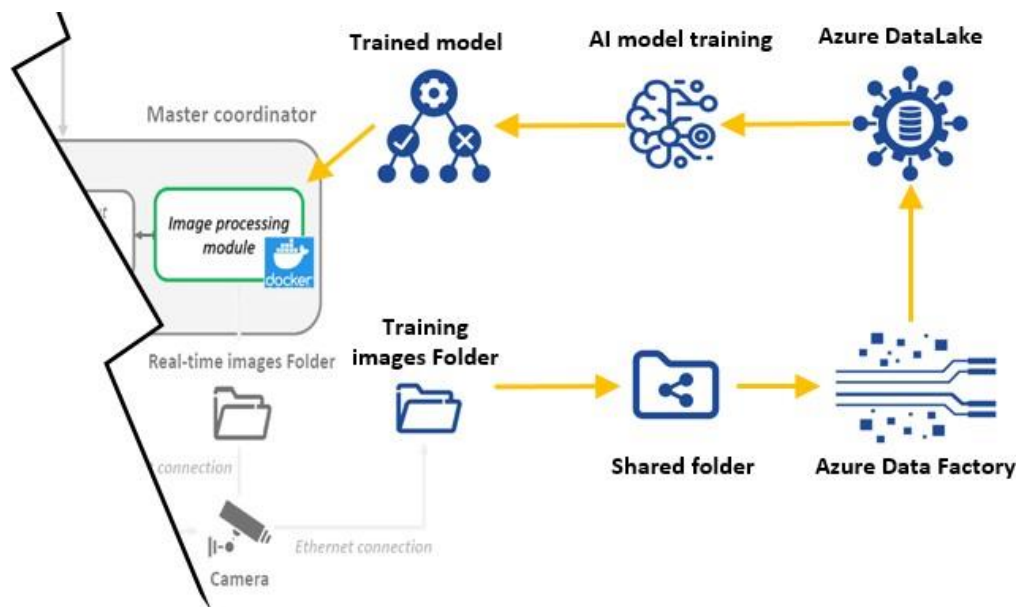 Trained model
AI model training
Azure DataLake
Master coordinator
Image processing
module
docker
Training
images Folder
Real-time images Folder
Shared folder
Azure Data Factory
connection
Ethernet connection
Camera